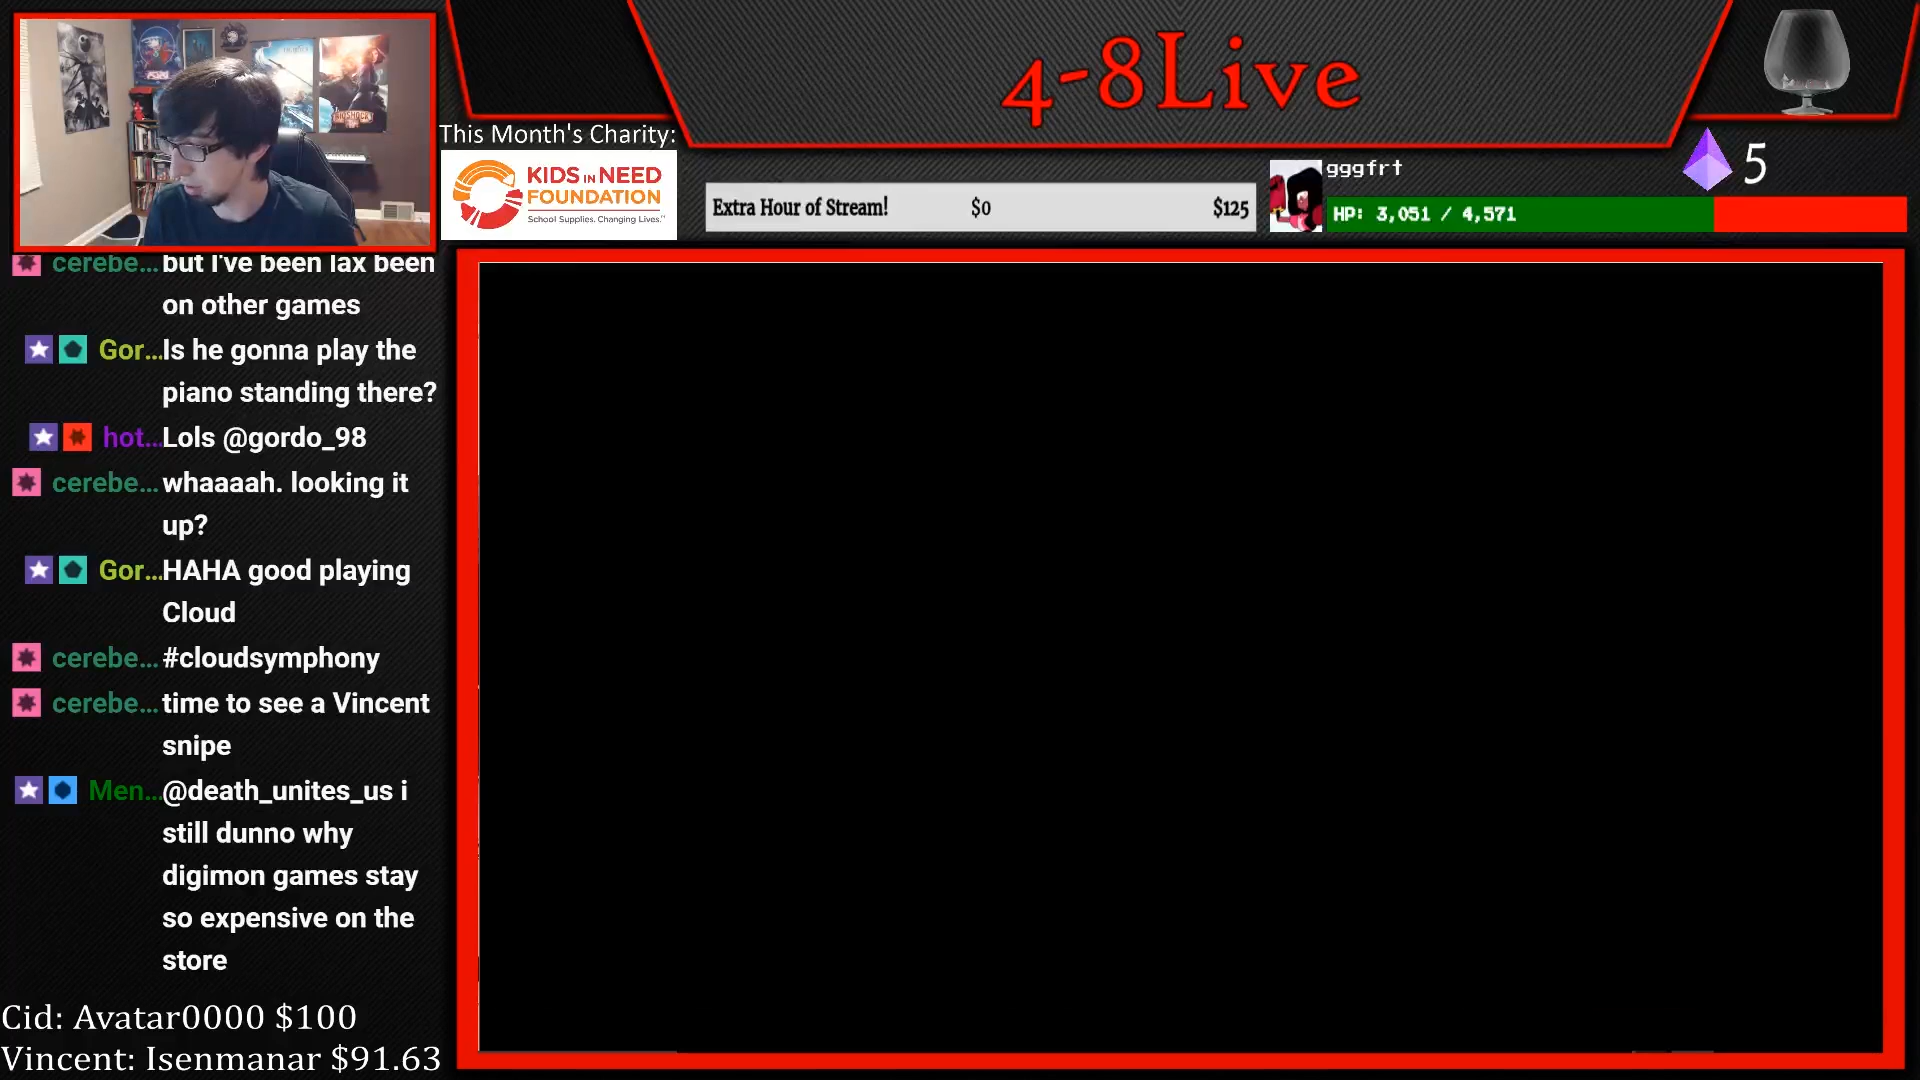 4-8Live
This Month's Charity:
KIDS IN NEED
FOUNDATION
School Supplies. Changing Lives.
Extra Hour of Stream! $0 $125
gggfrt
5
HP: 3,051 / 4,571
BIOSHOCK
cerebe... but I've been lax been
on other games
Gor... Is he gonna play the
piano standing there?
hot... Lols @gordo_98
cerebe... whaaaah. looking it
up?
Gor... HAHA good playing
Cloud
cerebe... #cloudsymphony
cerebe... time to see a Vincent
snipe
Men... @death_unites_us i
still dunno why
digimon games stay
so expensive on the
store
Cid: Avatar0000 $100
Vincent: Isenmanar $91.63